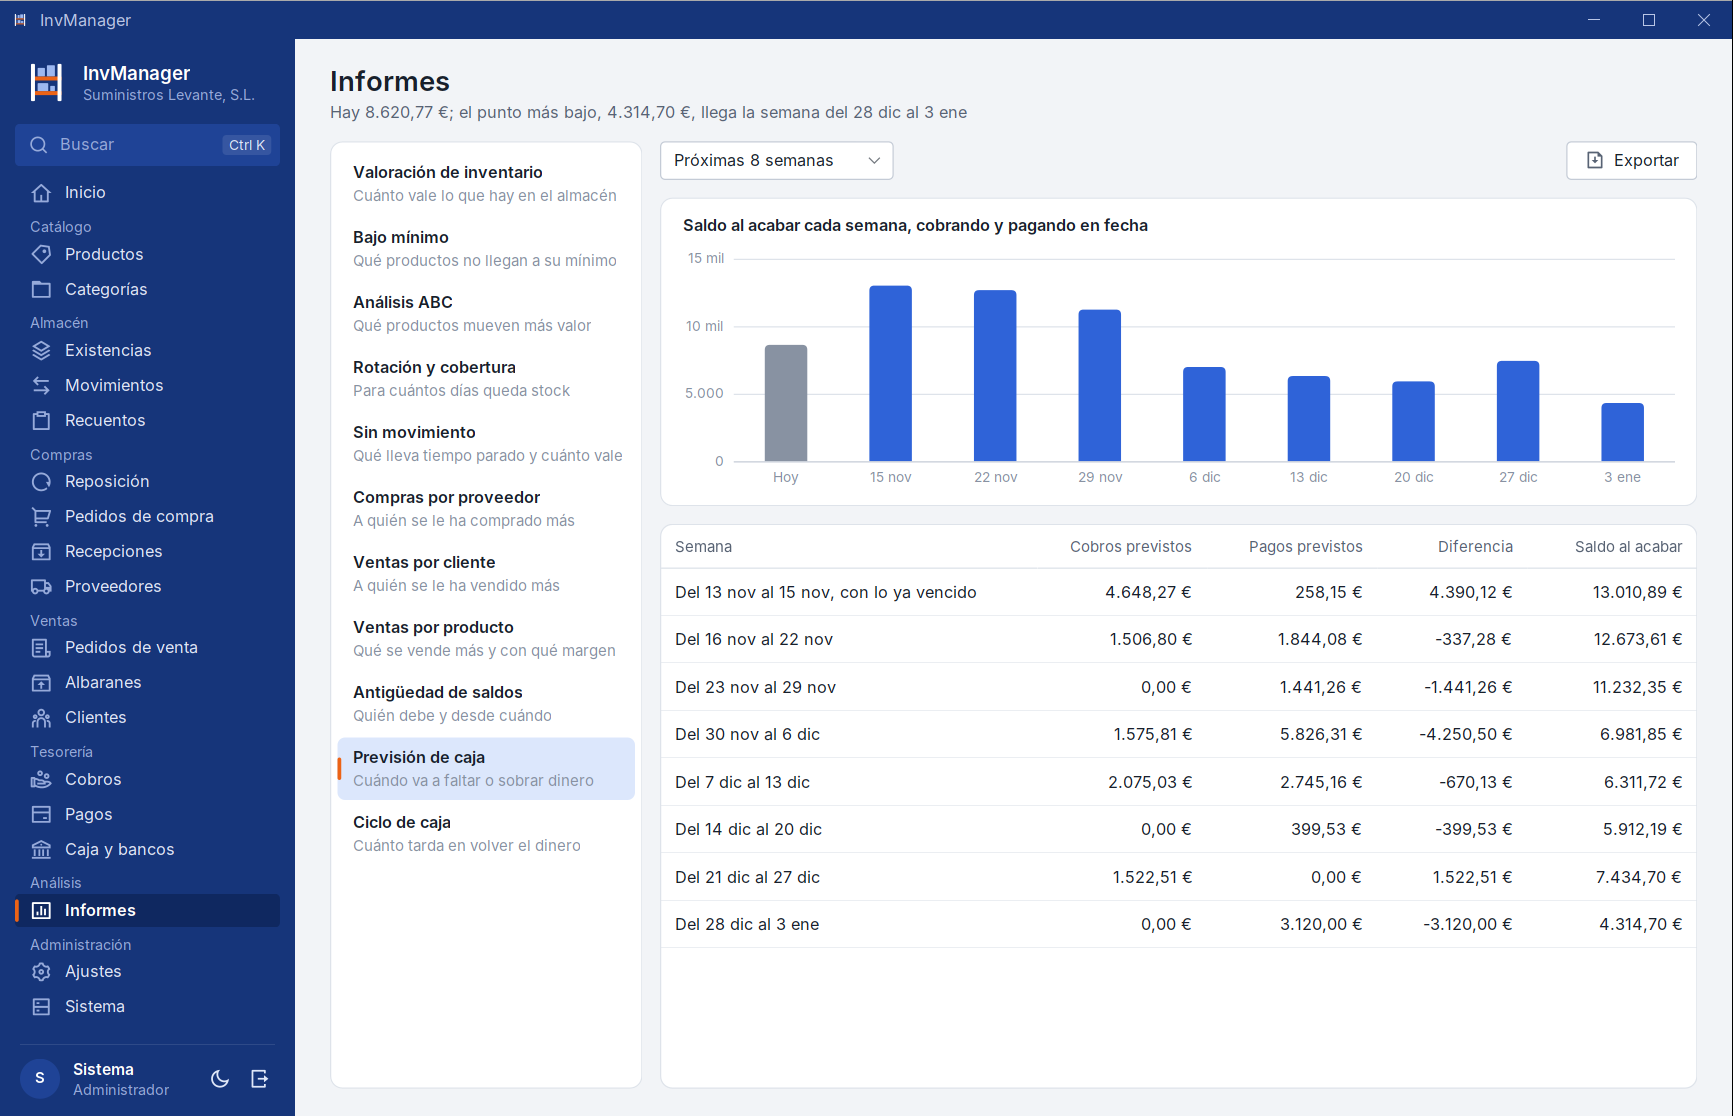 InvManager
InvManager
Suministros Levante, S.L.
Buscar
Ctrl K
Inicio
Catálogo
Productos
Categorías
Almacén
Existencias
Movimientos
Recuentos
Compras
Reposición
Pedidos de compra
Recepciones
Proveedores
Ventas
Pedidos de venta
Albaranes
Clientes
Tesorería
Cobros
Pagos
Caja y bancos
Análisis
Informes
Administración
Ajustes
Sistema
S
Sistema
Administrador
Informes
Hay 8.620,77 €; el punto más bajo, 4.314,70 €, llega la semana del 28 dic al 3 ene
Valoración de inventario
Cuánto vale lo que hay en el almacén
Bajo mínimo
Qué productos no llegan a su mínimo
Análisis ABC
Qué productos mueven más valor
Rotación y cobertura
Para cuántos días queda stock
Sin movimiento
Qué lleva tiempo parado y cuánto vale
Compras por proveedor
A quién se le ha comprado más
Ventas por cliente
A quién se le ha vendido más
Ventas por producto
Qué se vende más y con qué margen
Antigüedad de saldos
Quién debe y desde cuándo
Previsión de caja
Cuándo va a faltar o sobrar dinero
Ciclo de caja
Cuánto tarda en volver el dinero
Próximas 8 semanas
Exportar
Saldo al acabar cada semana, cobrando y pagando en fecha
15 mil
10 mil
5.000
0
Hoy 15 nov 22 nov 29 nov 6 dic 13 dic 20 dic 27 dic 3 ene
Semana Cobros previstos Pagos previstos Diferencia Saldo al acabar
Del 13 nov al 15 nov, con lo ya vencido 4.648,27 € 258,15 € 4.390,12 € 13.010,89 €
Del 16 nov al 22 nov 1.506,80 € 1.844,08 € -337,28 € 12.673,61 €
Del 23 nov al 29 nov 0,00 € 1.441,26 € -1.441,26 € 11.232,35 €
Del 30 nov al 6 dic 1.575,81 € 5.826,31 € -4.250,50 € 6.981,85 €
Del 7 dic al 13 dic 2.075,03 € 2.745,16 € -670,13 € 6.311,72 €
Del 14 dic al 20 dic 0,00 € 399,53 € -399,53 € 5.912,19 €
Del 21 dic al 27 dic 1.522,51 € 0,00 € 1.522,51 € 7.434,70 €
Del 28 dic al 3 ene 0,00 € 3.120,00 € -3.120,00 € 4.314,70 €